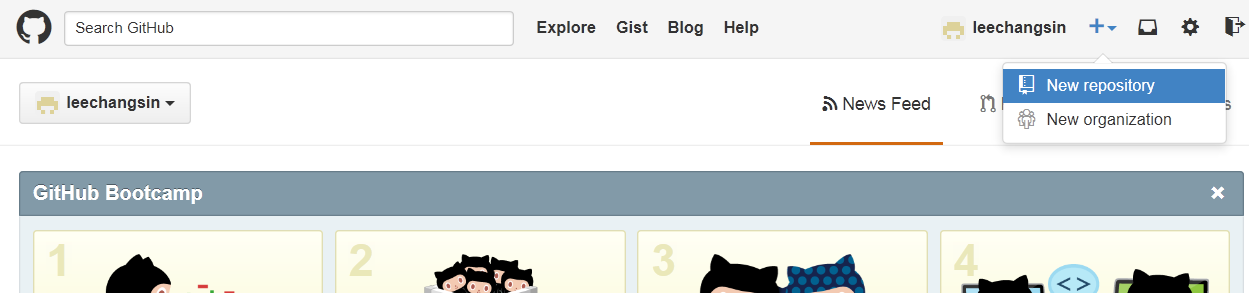 Search GitHub Explore Gist Blog Help leechangsin
New repository
New organization
leechangsin News Feed
GitHub Bootcamp
1 2 3 4
<>